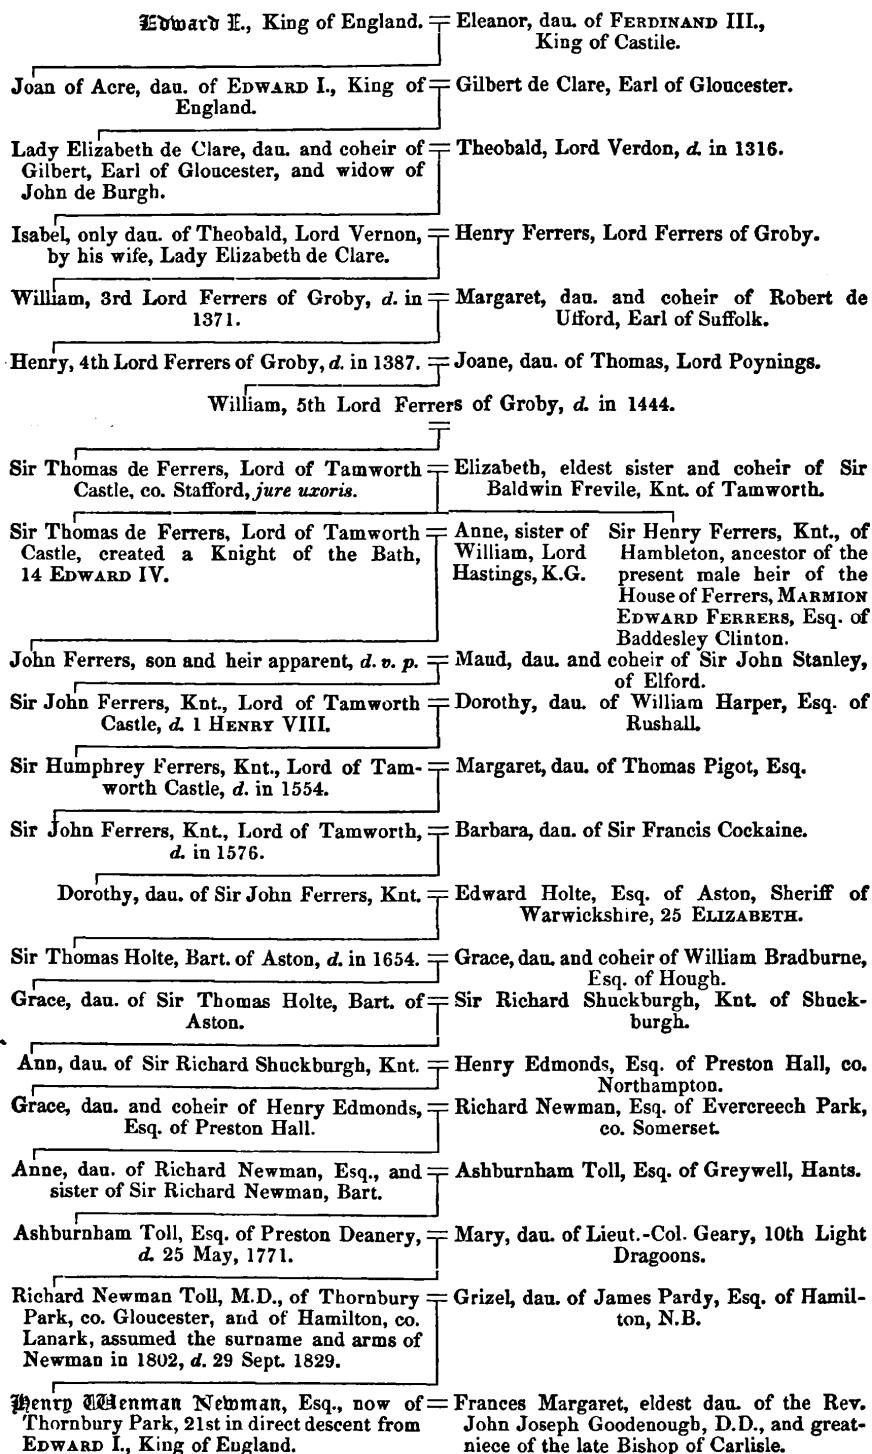 Edward I., King of England. = Eleanor, dau. of FERDINAND III.,
King of Castile.
Joan of Acre, dau. of EDWARD I., King of = Gilbert de Clare, Earl of Gloucester.
England.
Lady Elizabeth de Clare, dau. and coheir of = Theobald, Lord Verdon, d. in 1316.
Gilbert, Earl of Gloucester, and widow of
John de Burgh.
Isabel, only dau. of Theobald, Lord Vernon, = Henry Ferrers, Lord Ferrers of Groby.
by his wife, Lady Elizabeth de Clare.
William, 3rd Lord Ferrers of Groby, d. in = Margaret, dau. and coheir of Robert de
1371. Ufford, Earl of Suffolk.
Henry, 4th Lord Ferrers of Groby, d. in 1387. = Joane, dau. of Thomas, Lord Poynings.
William, 5th Lord Ferrers of Groby, d. in 1444.
=
Sir Thomas de Ferrers, Lord of Tamworth = Elizabeth, eldest sister and coheir of Sir
Castle, co. Stafford, jure uxoris. Baldwin Frevile, Knt. of Tamworth.
Sir Thomas de Ferrers, Lord of Tamworth = Anne, sister of Sir Henry Ferrers, Knt., of
Castle, created a Knight of the Bath, William, Lord Hambleton, ancestor of the
14 EDWARD IV. Hastings, K.G. present male heir of the
House of Ferrers, MARMION
EDWARD FERRERS, Esq. of
Baddesley Clinton.
John Ferrers, son and heir apparent, d. v. p. = Maud, dau. and coheir of Sir John Stanley,
of Elford.
Sir John Ferrers, Knt., Lord of Tamworth = Dorothy, dau. of William Harper, Esq. of
Castle, d. 1 HENRY VIII. Rushall.
Sir Humphrey Ferrers, Knt., Lord of Tam- = Margaret, dau. of Thomas Pigot, Esq.
worth Castle, d. in 1554.
Sir John Ferrers, Knt., Lord of Tamworth, = Barbara, dau. of Sir Francis Cockaine.
d. in 1576.
Dorothy, dau. of Sir John Ferrers, Knt. = Edward Holte, Esq. of Aston, Sheriff of
Warwickshire, 25 ELIZABETH.
Sir Thomas Holte, Bart. of Aston, d. in 1654. = Grace, dau. and coheir of William Bradburne,
Esq. of Hough.
Grace, dau. of Sir Thomas Holte, Bart. of = Sir Richard Shuckburgh, Knt. of Shuck-
Aston. burgh.
Ann, dau. of Sir Richard Shuckburgh, Knt. = Henry Edmonds, Esq. of Preston Hall, co.
Northampton.
Grace, dau. and coheir of Henry Edmonds, = Richard Newman, Esq. of Evercreech Park,
Esq. of Preston Hall. co. Somerset.
Anne, dau. of Richard Newman, Esq., and = Ashburnham Toll, Esq. of Greywell, Hants.
sister of Sir Richard Newman, Bart.
Ashburnham Toll, Esq. of Preston Deanery, = Mary, dau. of Lieut.-Col. Geary, 10th Light
d. 25 May, 1771. Dragoons.
Richard Newman Toll, M.D., of Thornbury = Grizel, dau. of James Pardy, Esq. of Hamil-
Park, co. Gloucester, and of Hamilton, co. ton, N.B.
Lanark, assumed the surname and arms of
Newman in 1802, d. 29 Sept. 1829.
Henry Wenman Newman, Esq., now of = Frances Margaret, eldest dau. of the Rev.
Thornbury Park, 21st in direct descent from John Joseph Goodenough, D.D., and great-
EDWARD I., King of England. niece of the late Bishop of Carlisle.